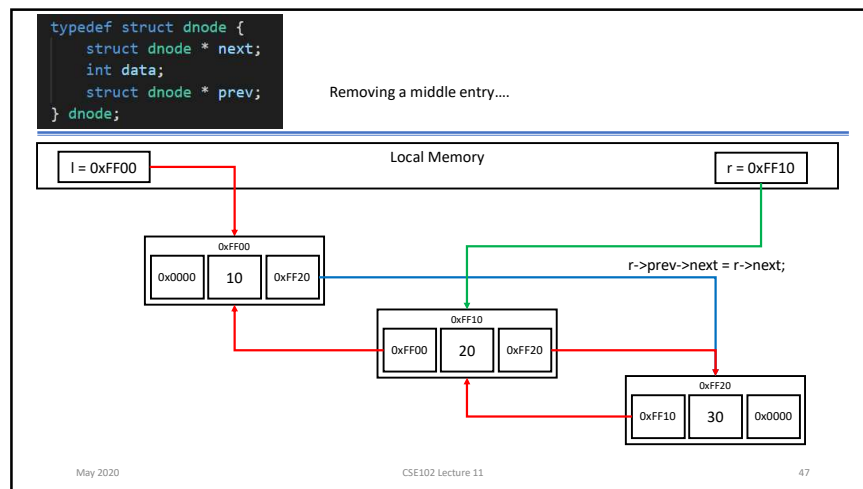 typedef struct dnode {
struct dnode * next;
int data;
struct dnode * prev;
} dnode;
Removing a middle entry....
Local Memory
l = 0xFF00
r = 0xFF10
0xFF00
0x0000 10 0xFF20
r->prev->next = r->next;
0xFF10
0xFF00 20 0xFF20
0xFF20
0xFF10 30 0x0000
May 2020 CSE102 Lecture 11 47